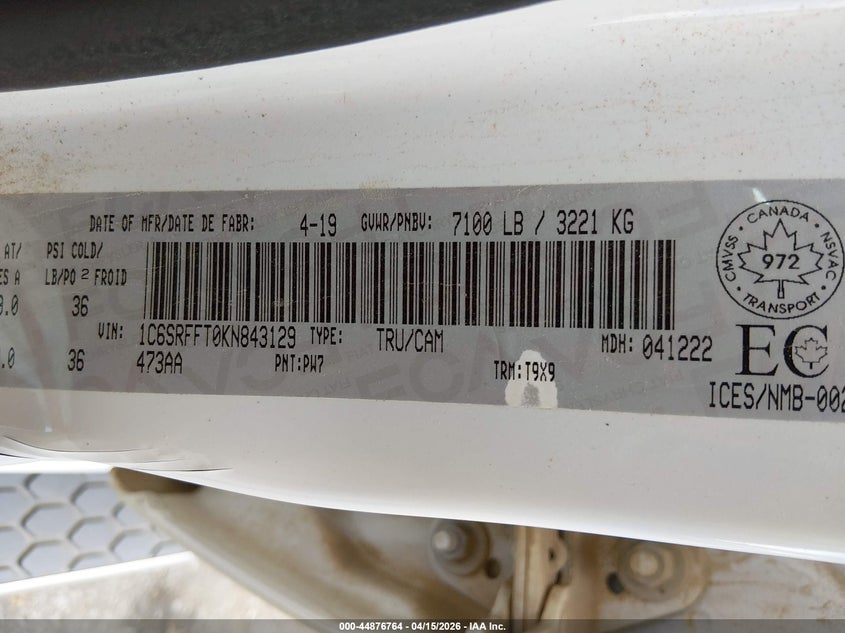 DATE OF MFR/DATE DE FABR: 4-19 GVWR/PNBV: 7100 LB / 3221 KG
AT/ PSI COLD/
ES A LB/PO 2 FROID
3.0 36
VIN: 1C6SRFFT0KN843129 TYPE: TRU/CAM MDH: 041222
.0 36 473AA PNT:PW7 TRM:T9X9
CANADA
CMVSS
972
NSVAC
TRANSPORT
EC
ICES/NMB-002
000-44876764 - 04/15/2026 - IAA Inc.